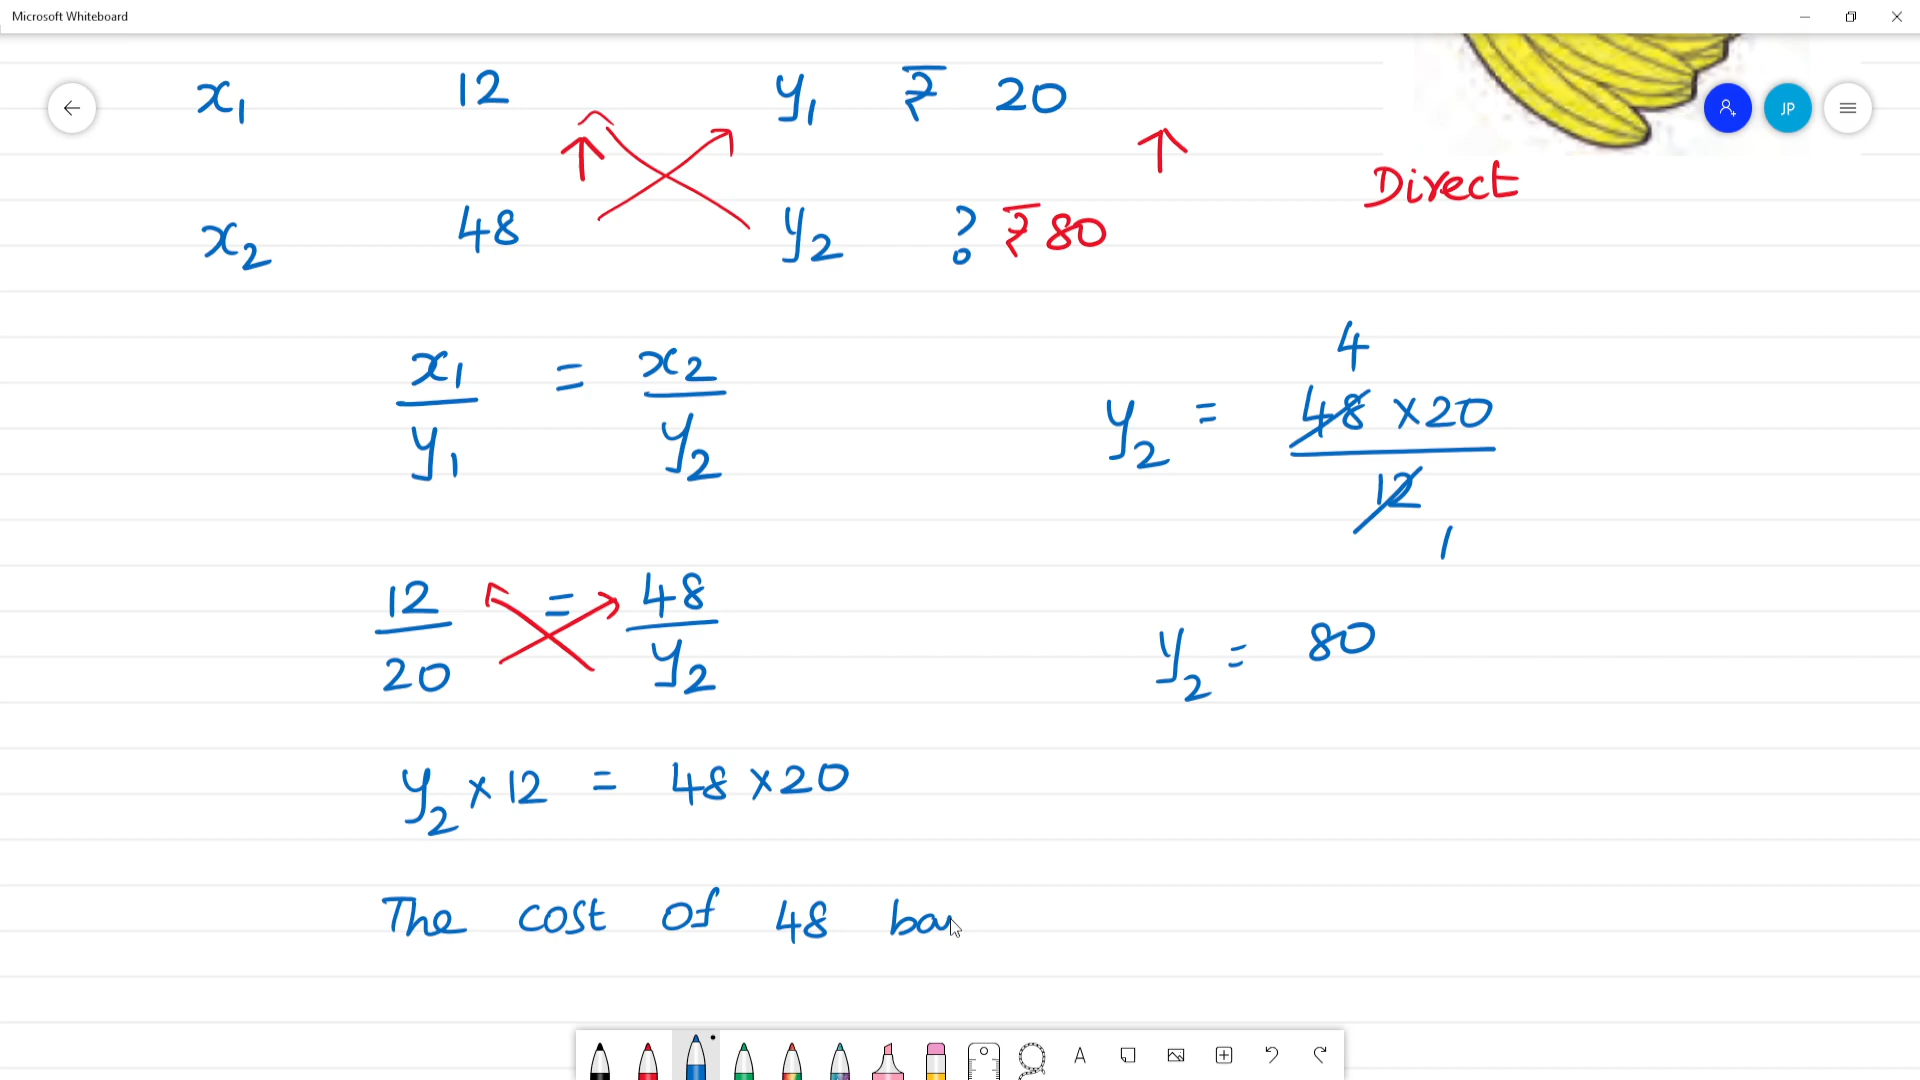 Microsoft Whiteboard
x₁ 12 y₁ ₹ 20
JP
Direct
x₂ 48 y₂ ? ₹ 80
x₁/y₁ = x₂/y₂
4
y₂ = 48 × 20 / 12
1
12/20 = 48/y₂
y₂ = 80
y₂ × 12 = 48 × 20
The cost of 48
A